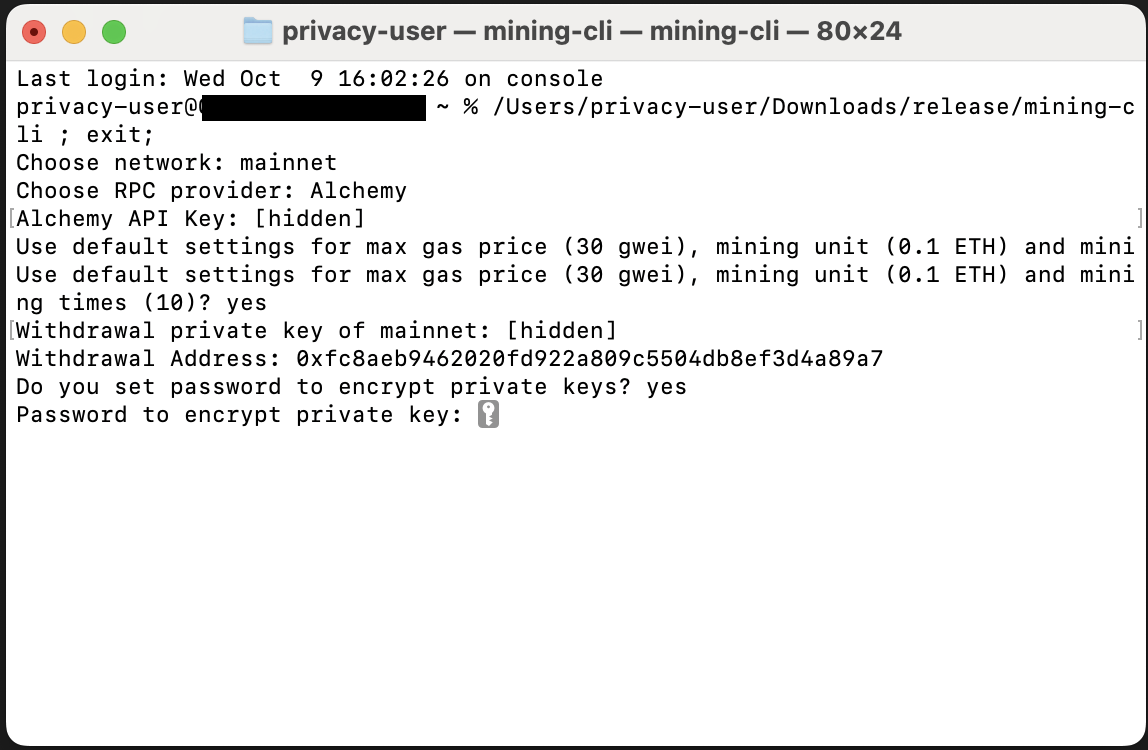 privacy-user — mining-cli — mining-cli — 80×24
Last login: Wed Oct  9 16:02:26 on console
privacy-user@ ~ % /Users/privacy-user/Downloads/release/mining-c
li ; exit;
Choose network: mainnet
Choose RPC provider: Alchemy
[Alchemy API Key: [hidden] ]
Use default settings for max gas price (30 gwei), mining unit (0.1 ETH) and mini
Use default settings for max gas price (30 gwei), mining unit (0.1 ETH) and mini
ng times (10)? yes
[Withdrawal private key of mainnet: [hidden] ]
Withdrawal Address: 0xfc8aeb9462020fd922a809c5504db8ef3d4a89a7
Do you set password to encrypt private keys? yes
Password to encrypt private key: